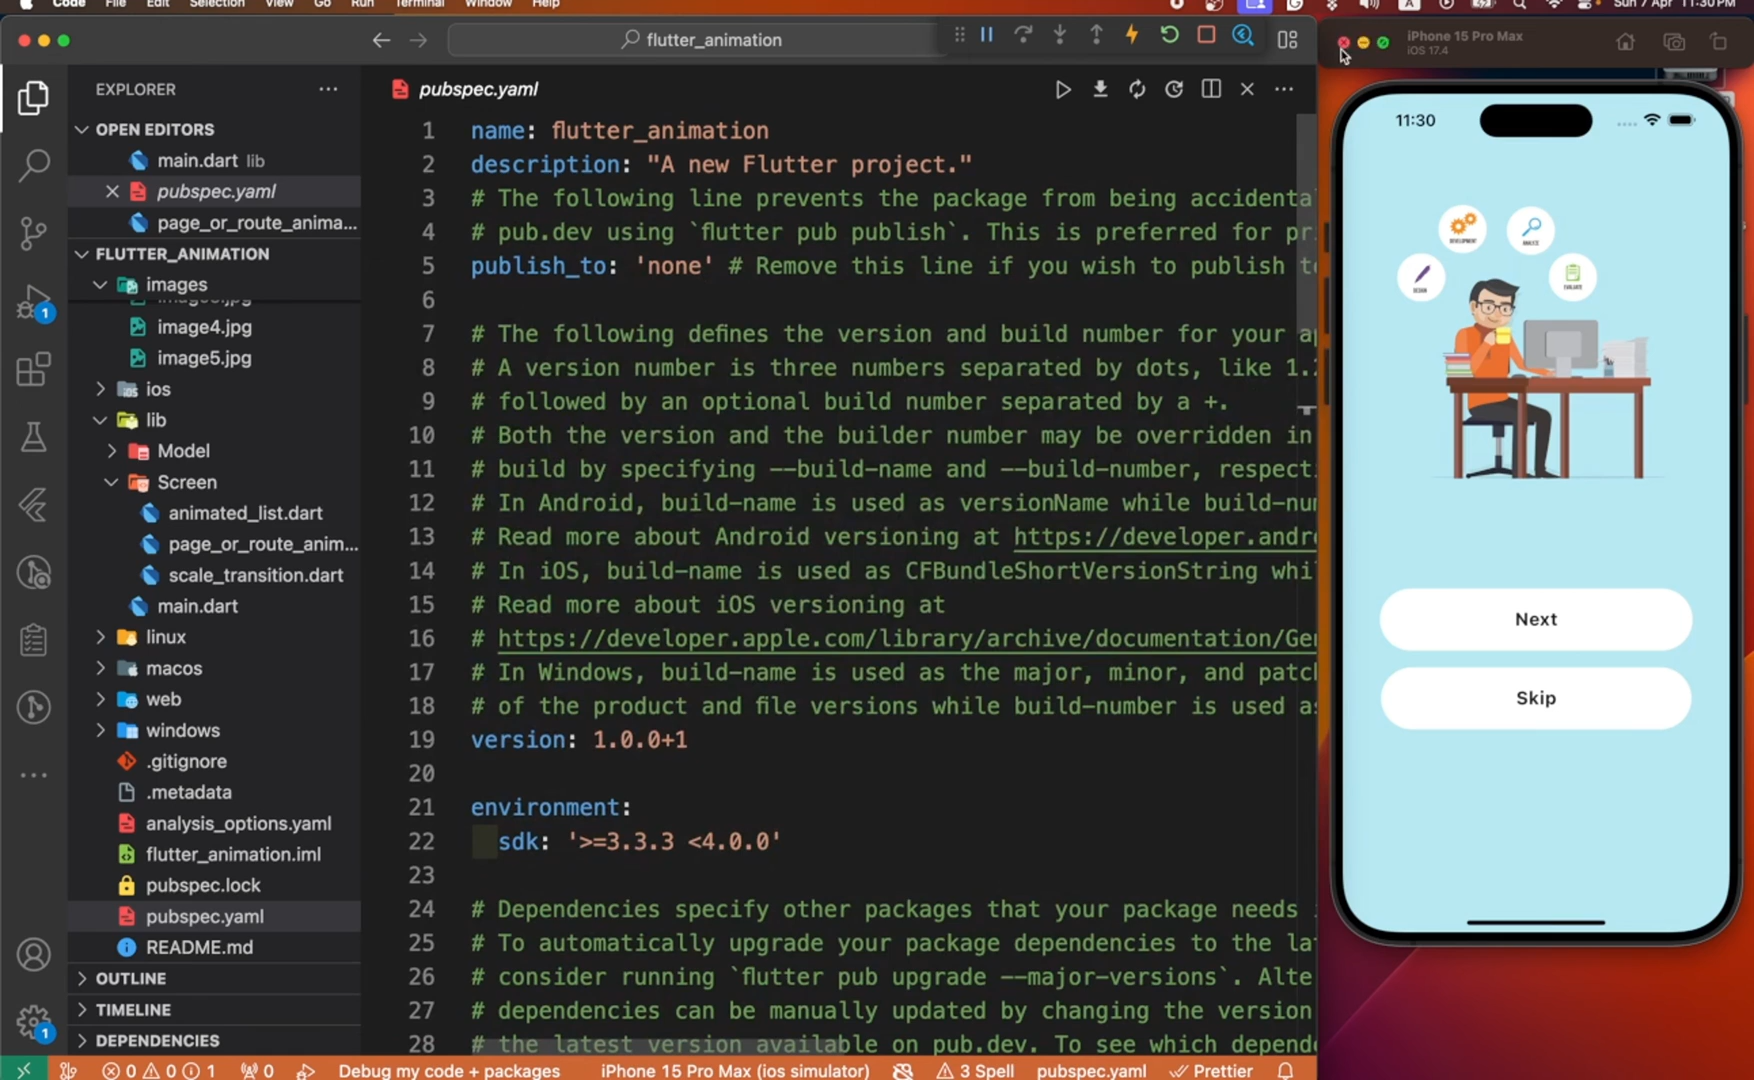 Code File Edit Selection View Go Run Terminal Window Help
Sun 7 Apr 11:30 PM
flutter_animation
EXPLORER
OPEN EDITORS
main.dart lib
pubspec.yaml
page_or_route_anima...
FLUTTER_ANIMATION
images
image4.jpg
image5.jpg
ios
lib
Model
Screen
animated_list.dart
page_or_route_anim...
scale_transition.dart
main.dart
linux
macos
web
windows
.gitignore
.metadata
analysis_options.yaml
flutter_animation.iml
pubspec.lock
pubspec.yaml
README.md
OUTLINE
TIMELINE
DEPENDENCIES
1
1
pubspec.yaml
1 name: flutter_animation
2 description: "A new Flutter project."
3 # The following line prevents the package from being accidenta
4 # pub.dev using `flutter pub publish`. This is preferred for pr
5 publish_to: 'none' # Remove this line if you wish to publish t
6
7 # The following defines the version and build number for your a
8 # A version number is three numbers separated by dots, like 1.2
9 # followed by an optional build number separated by a +.
10 # Both the version and the builder number may be overridden in
11 # build by specifying --build-name and --build-number, respect
12 # In Android, build-name is used as versionName while build-nu
13 # Read more about Android versioning at https://developer.andro
14 # In iOS, build-name is used as CFBundleShortVersionString whi
15 # Read more about iOS versioning at
16 # https://developer.apple.com/library/archive/documentation/Ge
17 # In Windows, build-name is used as the major, minor, and patc
18 # of the product and file versions while build-number is used as
19 version: 1.0.0+1
20
21 environment:
22 sdk: '>=3.3.3 <4.0.0'
23
24 # Dependencies specify other packages that your package needs
25 # To automatically upgrade your package dependencies to the la
26 # consider running `flutter pub upgrade --major-versions`. Alte
27 # dependencies can be manually updated by changing the version
28 # the latest version available on pub.dev. To see which depend
0 0 1 0 Debug my code + packages iPhone 15 Pro Max (ios simulator) 3 Spell pubspec.yaml Prettier
iPhone 15 Pro Max
iOS 17.4
11:30
DEVELOPMENT
ANALYZE
DESIGN
EVALUATE
Next
Skip